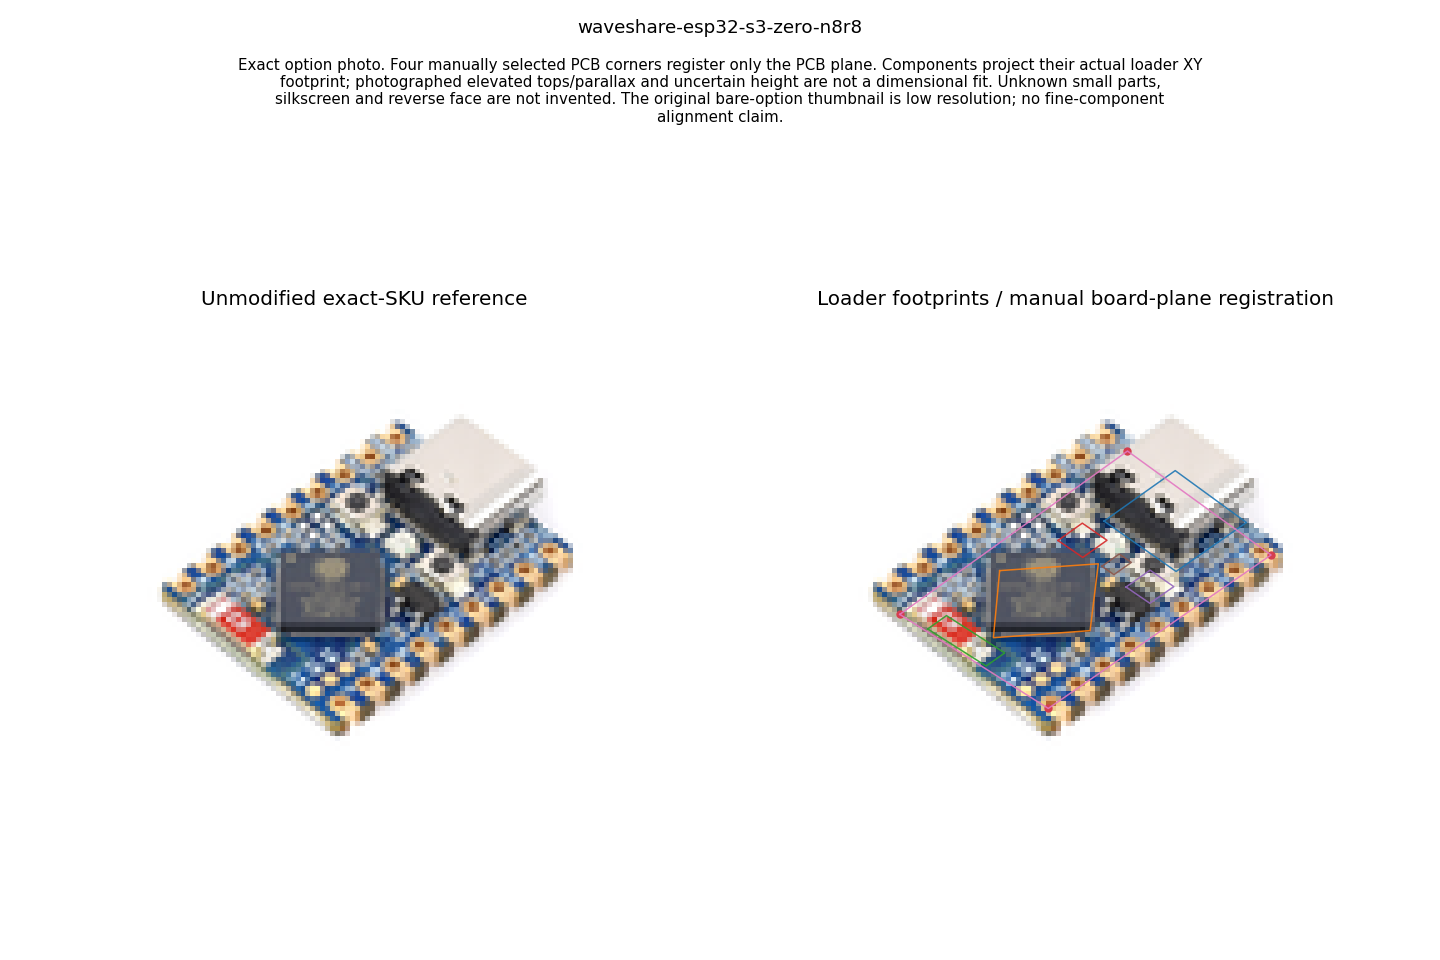 waveshare-esp32-s3-zero-n8r8
Exact option photo. Four manually selected PCB corners register only the PCB plane. Components project their actual loader XY
footprint; photographed elevated tops/parallax and uncertain height are not a dimensional fit. Unknown small parts,
silkscreen and reverse face are not invented. The original bare-option thumbnail is low resolution; no fine-component
alignment claim.
Unmodified exact-SKU reference
Loader footprints / manual board-plane registration